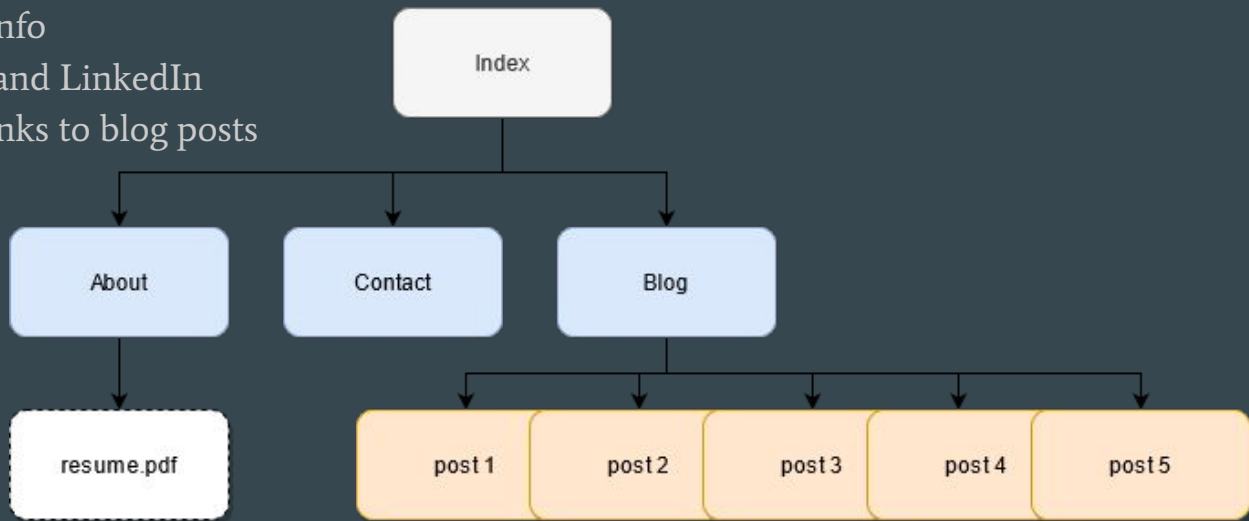 nfo
and LinkedIn
nks to blog posts
Index
About
Contact
Blog
resume.pdf
post 1
post 2
post 3
post 4
post 5